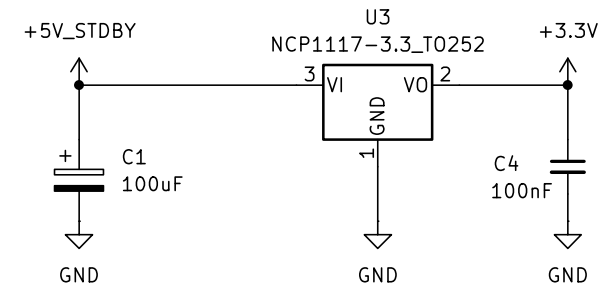 +5V_STDBY
U3
NCP1117-3.3_TO252
+3.3V
3
VI
VO
2
GND
1
+
C1
100uF
C4
100nF
GND
GND
GND